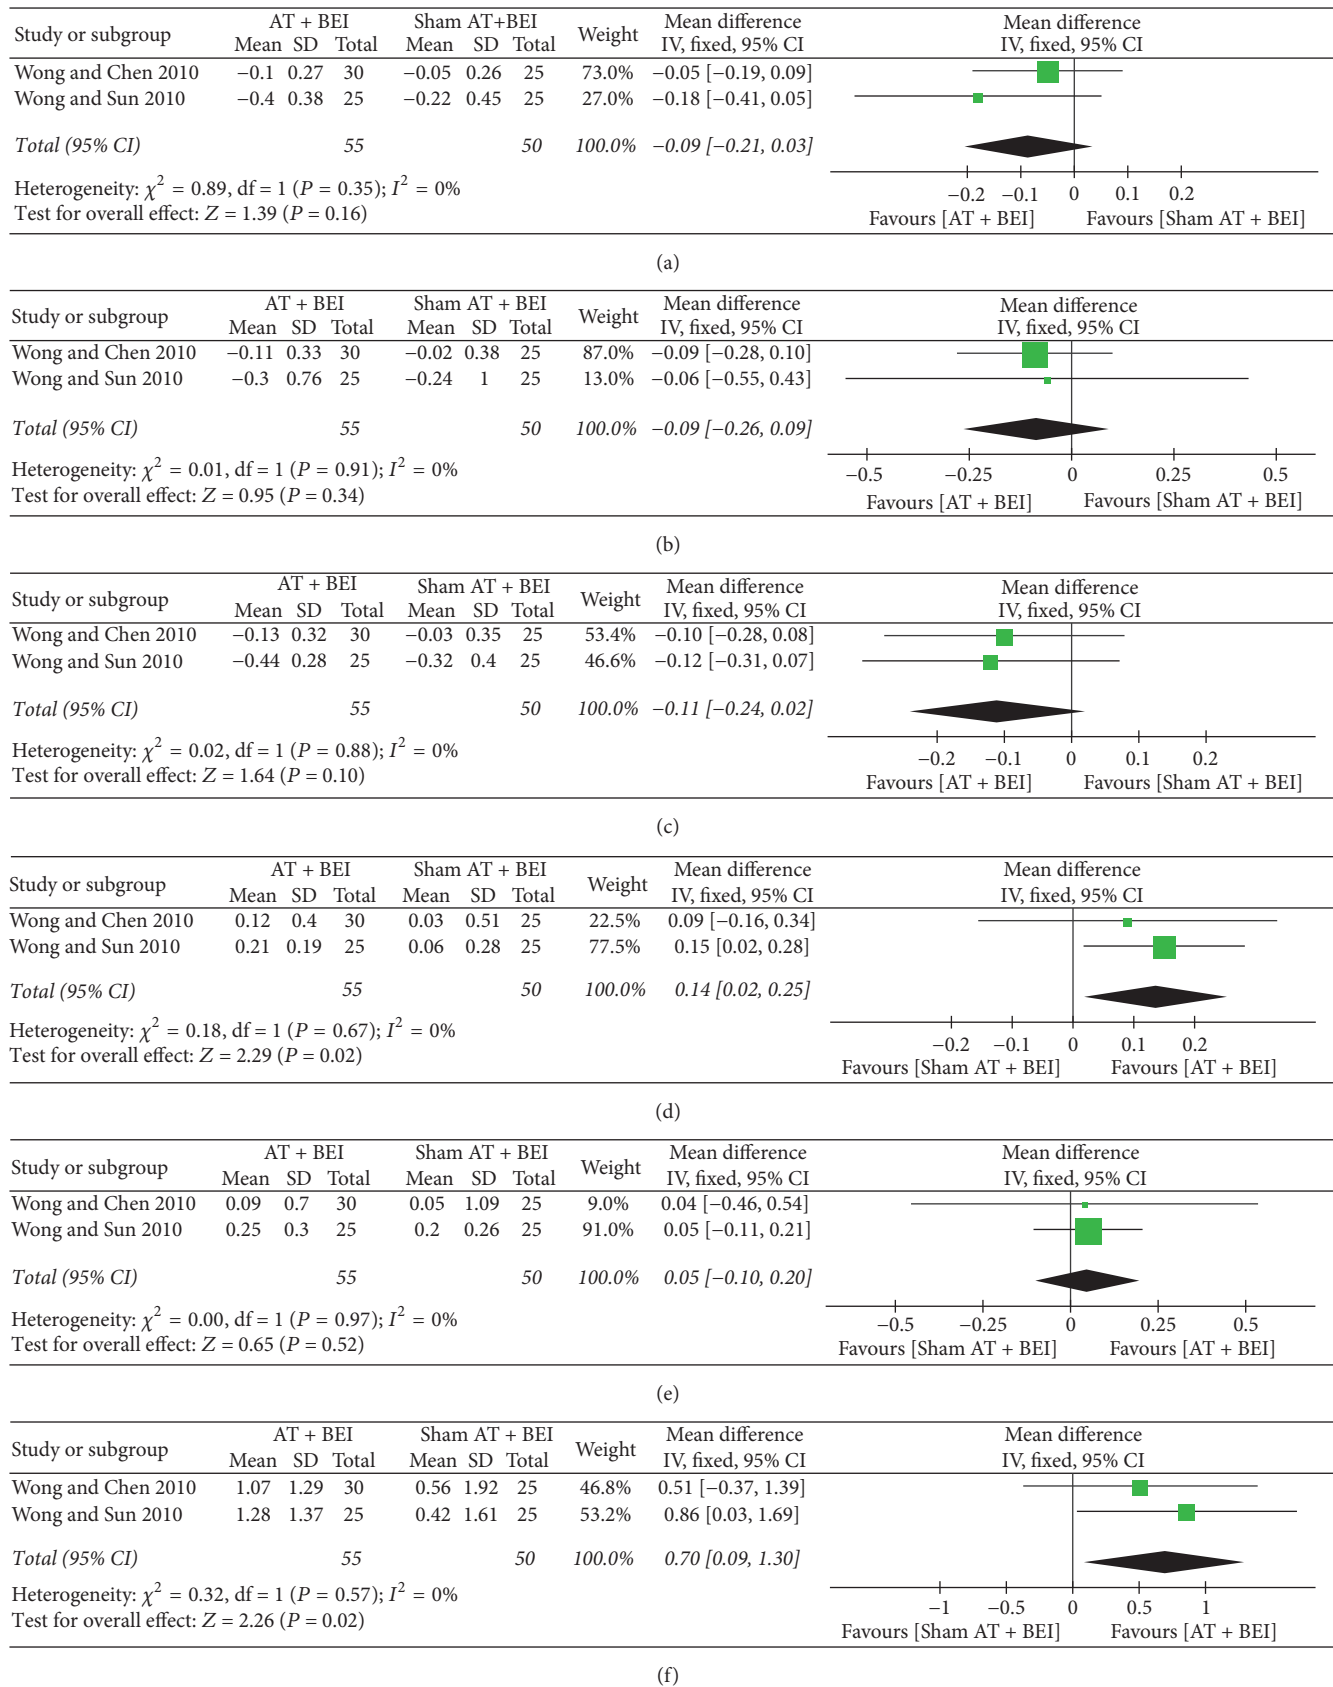 Study or subgroup AT + BEI Sham AT+BEI Weight Mean difference Mean difference
Mean SD Total Mean SD Total IV, fixed, 95% CI IV, fixed, 95% CI
Wong and Chen 2010 −0.1 0.27 30 −0.05 0.26 25 73.0% −0.05 [−0.19, 0.09]
Wong and Sun 2010 −0.4 0.38 25 −0.22 0.45 25 27.0% −0.18 [−0.41, 0.05]
Total (95% CI) 55 50 100.0% −0.09 [−0.21, 0.03]
Heterogeneity: χ² = 0.89, df = 1 (P = 0.35); I² = 0%
Test for overall effect: Z = 1.39 (P = 0.16)
−0.2 −0.1 0 0.1 0.2
Favours [AT + BEI] Favours [Sham AT + BEI]
(a)
Study or subgroup AT + BEI Sham AT + BEI Weight Mean difference Mean difference
Mean SD Total Mean SD Total IV, fixed, 95% CI IV, fixed, 95% CI
Wong and Chen 2010 −0.11 0.33 30 −0.02 0.38 25 87.0% −0.09 [−0.28, 0.10]
Wong and Sun 2010 −0.3 0.76 25 −0.24 1 25 13.0% −0.06 [−0.55, 0.43]
Total (95% CI) 55 50 100.0% −0.09 [−0.26, 0.09]
Heterogeneity: χ² = 0.01, df = 1 (P = 0.91); I² = 0%
Test for overall effect: Z = 0.95 (P = 0.34)
−0.5 −0.25 0 0.25 0.5
Favours [AT + BEI] Favours [Sham AT + BEI]
(b)
Study or subgroup AT + BEI Sham AT + BEI Weight Mean difference Mean difference
Mean SD Total Mean SD Total IV, fixed, 95% CI IV, fixed, 95% CI
Wong and Chen 2010 −0.13 0.32 30 −0.03 0.35 25 53.4% −0.10 [−0.28, 0.08]
Wong and Sun 2010 −0.44 0.28 25 −0.32 0.4 25 46.6% −0.12 [−0.31, 0.07]
Total (95% CI) 55 50 100.0% −0.11 [−0.24, 0.02]
Heterogeneity: χ² = 0.02, df = 1 (P = 0.88); I² = 0%
Test for overall effect: Z = 1.64 (P = 0.10)
−0.2 −0.1 0 0.1 0.2
Favours [AT + BEI] Favours [Sham AT + BEI]
(c)
Study or subgroup AT + BEI Sham AT + BEI Weight Mean difference Mean difference
Mean SD Total Mean SD Total IV, fixed, 95% CI IV, fixed, 95% CI
Wong and Chen 2010 0.12 0.4 30 0.03 0.51 25 22.5% 0.09 [−0.16, 0.34]
Wong and Sun 2010 0.21 0.19 25 0.06 0.28 25 77.5% 0.15 [0.02, 0.28]
Total (95% CI) 55 50 100.0% 0.14 [0.02, 0.25]
Heterogeneity: χ² = 0.18, df = 1 (P = 0.67); I² = 0%
Test for overall effect: Z = 2.29 (P = 0.02)
−0.2 −0.1 0 0.1 0.2
Favours [Sham AT + BEI] Favours [AT + BEI]
(d)
Study or subgroup AT + BEI Sham AT + BEI Weight Mean difference Mean difference
Mean SD Total Mean SD Total IV, fixed, 95% CI IV, fixed, 95% CI
Wong and Chen 2010 0.09 0.7 30 0.05 1.09 25 9.0% 0.04 [−0.46, 0.54]
Wong and Sun 2010 0.25 0.3 25 0.2 0.26 25 91.0% 0.05 [−0.11, 0.21]
Total (95% CI) 55 50 100.0% 0.05 [−0.10, 0.20]
Heterogeneity: χ² = 0.00, df = 1 (P = 0.97); I² = 0%
Test for overall effect: Z = 0.65 (P = 0.52)
−0.5 −0.25 0 0.25 0.5
Favours [Sham AT + BEI] Favours [AT + BEI]
(e)
Study or subgroup AT + BEI Sham AT + BEI Weight Mean difference Mean difference
Mean SD Total Mean SD Total IV, fixed, 95% CI IV, fixed, 95% CI
Wong and Chen 2010 1.07 1.29 30 0.56 1.92 25 46.8% 0.51 [−0.37, 1.39]
Wong and Sun 2010 1.28 1.37 25 0.42 1.61 25 53.2% 0.86 [0.03, 1.69]
Total (95% CI) 55 50 100.0% 0.70 [0.09, 1.30]
Heterogeneity: χ² = 0.32, df = 1 (P = 0.57); I² = 0%
Test for overall effect: Z = 2.26 (P = 0.02)
−1 −0.5 0 0.5 1
Favours [Sham AT + BEI] Favours [AT + BEI]
(f)